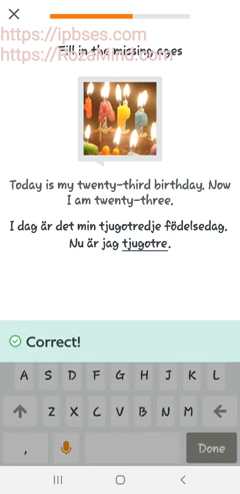 https://ipbses.com
Fill in the missing ages
https://RozaMind.com
Today is my twenty-third birthday. Now
I am twenty-three.
I dag är det min tjugotredje födelsedag.
Nu är jag tjugotre.
Correct!
A S D F G H J K L
Z X C V B N M
, Done